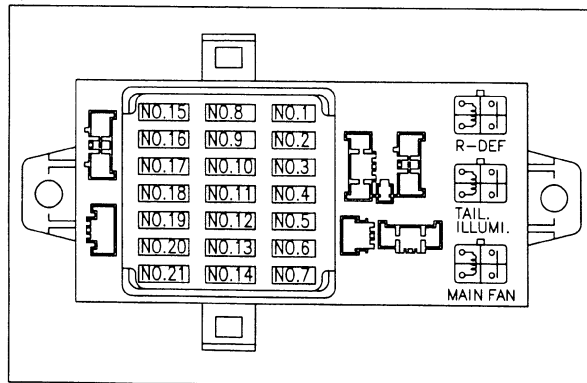 NO.15 NO.8 NO.1
NO.16 NO.9 NO.2
NO.17 NO.10 NO.3
NO.18 NO.11 NO.4
NO.19 NO.12 NO.5
NO.20 NO.13 NO.6
NO.21 NO.14 NO.7
R-DEF
TAIL.
ILLUMI.
MAIN FAN